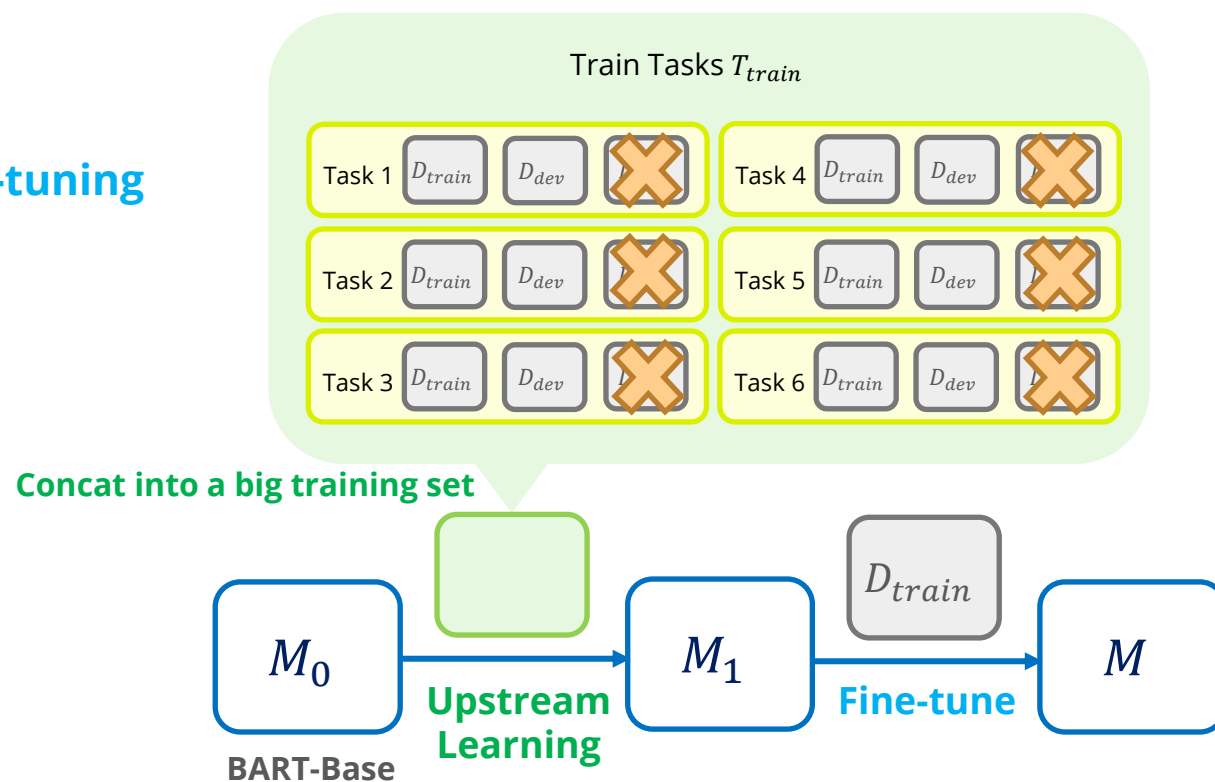 Train Tasks T_train
-tuning
Task 1 D_train D_dev
Task 4 D_train D_dev
Task 2 D_train D_dev
Task 5 D_train D_dev
Task 3 D_train D_dev
Task 6 D_train D_dev
Concat into a big training set
D_train
M_0
M_1
M
Upstream
Learning
Fine-tune
BART-Base